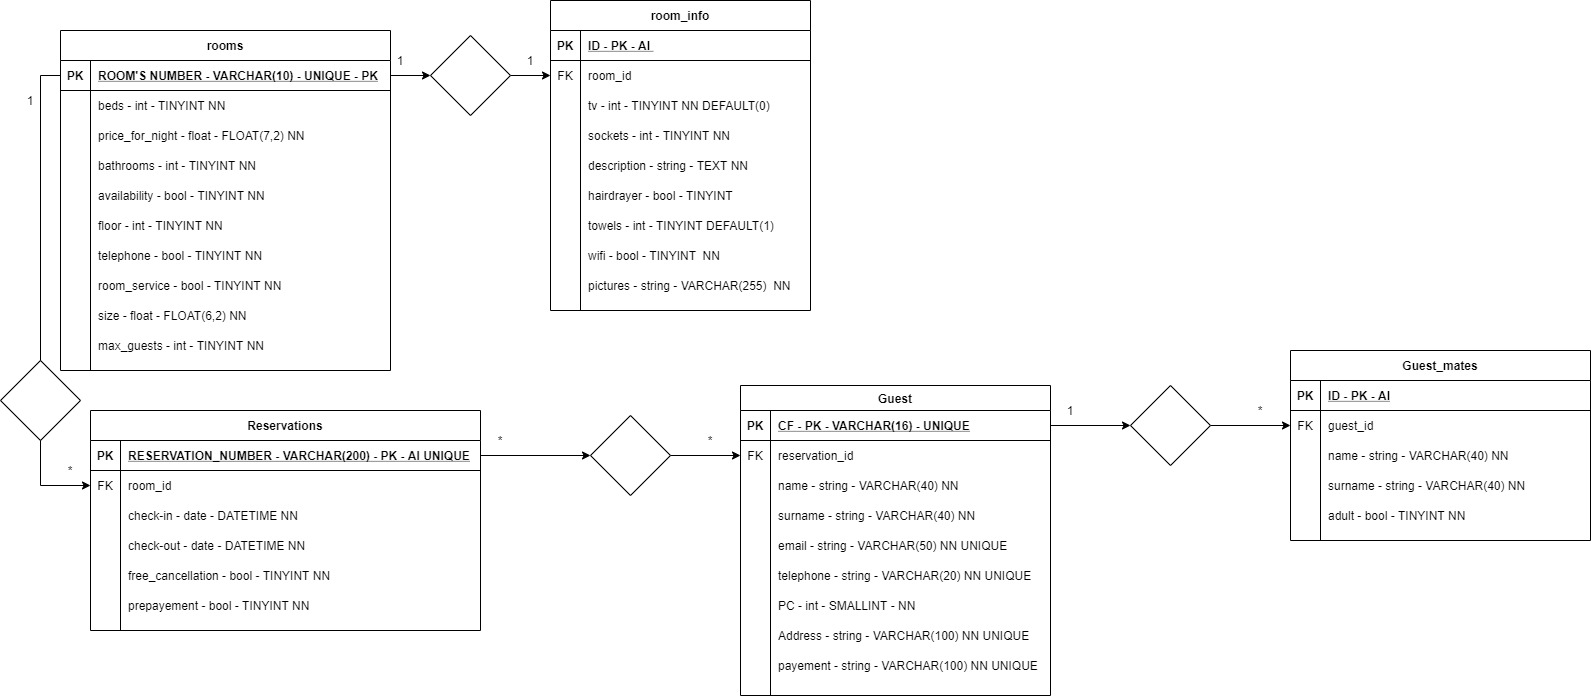 rooms
PK ROOM'S NUMBER - VARCHAR(10) - UNIQUE - PK
beds - int - TINYINT NN
price_for_night - float - FLOAT(7,2) NN
bathrooms - int - TINYINT NN
availability - bool - TINYINT NN
floor - int - TINYINT NN
telephone - bool - TINYINT NN
room_service - bool - TINYINT NN
size - float - FLOAT(6,2) NN
max_guests - int - TINYINT NN
1
1
room_info
PK ID - PK - AI
FK room_id
tv - int - TINYINT NN DEFAULT(0)
sockets - int - TINYINT NN
description - string - TEXT NN
hairdrayer - bool - TINYINT
towels - int - TINYINT DEFAULT(1)
wifi - bool - TINYINT NN
pictures - string - VARCHAR(255) NN
1
*
Reservations
PK RESERVATION_NUMBER - VARCHAR(200) - PK - AI UNIQUE
FK room_id
check-in - date - DATETIME NN
check-out - date - DATETIME NN
free_cancellation - bool - TINYINT NN
prepayement - bool - TINYINT NN
*
*
Guest
PK CF - PK - VARCHAR(16) - UNIQUE
FK reservation_id
name - string - VARCHAR(40) NN
surname - string - VARCHAR(40) NN
email - string - VARCHAR(50) NN UNIQUE
telephone - string - VARCHAR(20) NN UNIQUE
PC - int - SMALLINT - NN
Address - string - VARCHAR(100) NN UNIQUE
payement - string - VARCHAR(100) NN UNIQUE
1
*
Guest_mates
PK ID - PK - AI
FK guest_id
name - string - VARCHAR(40) NN
surname - string - VARCHAR(40) NN
adult - bool - TINYINT NN